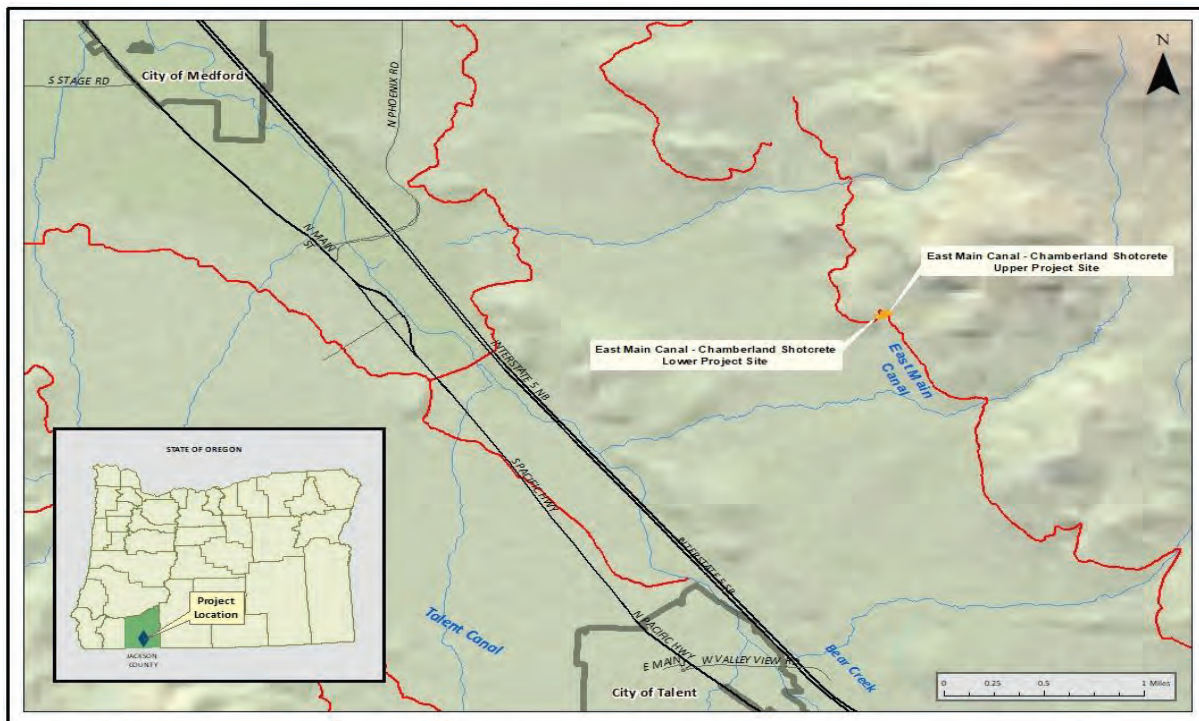 N
City of Medford
S STAGE RD
N PHOENIX RD
N MAIN
ST
East Main Canal - Chamberland Shotcrete
Upper Project Site
East Main Canal - Chamberland Shotcrete
Lower Project Site
East Main
Canal
INTERSTATE 5 NB
S PACIFIC HWY
INTERSTATE 5 SB
STATE OF OREGON
Project
Location
JACKSON
COUNTY
Talent Canal
N PACIFIC HWY
E MAIN
W VALLEY VIEW RD
Bear Creek
City of Talent
0 0.25 0.5 1 Miles